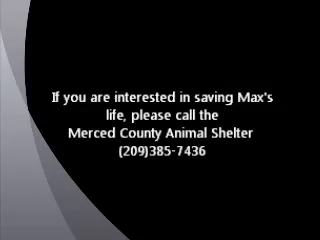 If you are interested in saving Max's
life, please call the
Merced County Animal Shelter
(209)385-7436